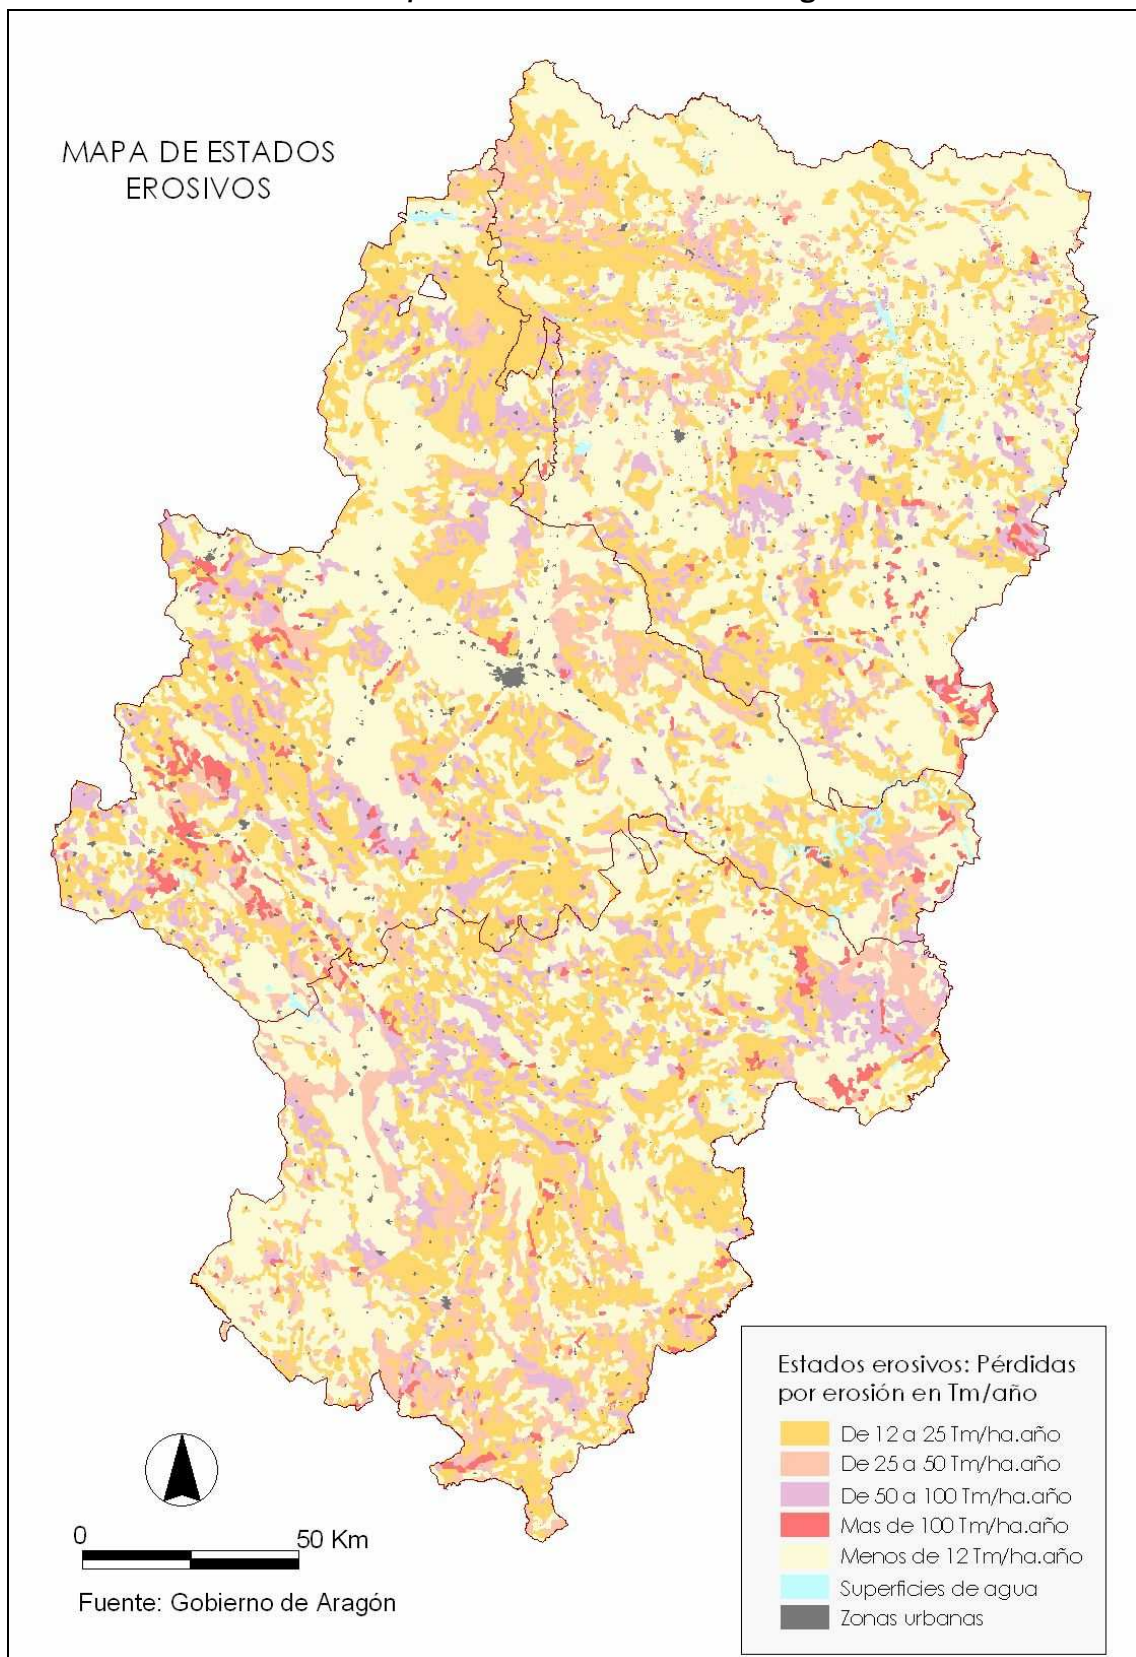 MAPA DE ESTADOS
EROSIVOS
Estados erosivos: Pérdidas
por erosión en Tm/año
De 12 a 25 Tm/ha.año
De 25 a 50 Tm/ha.año
De 50 a 100 Tm/ha.año
Mas de 100 Tm/ha.año
Menos de 12 Tm/ha.año
Superficies de agua
Zonas urbanas
0 50 Km
Fuente: Gobierno de Aragón